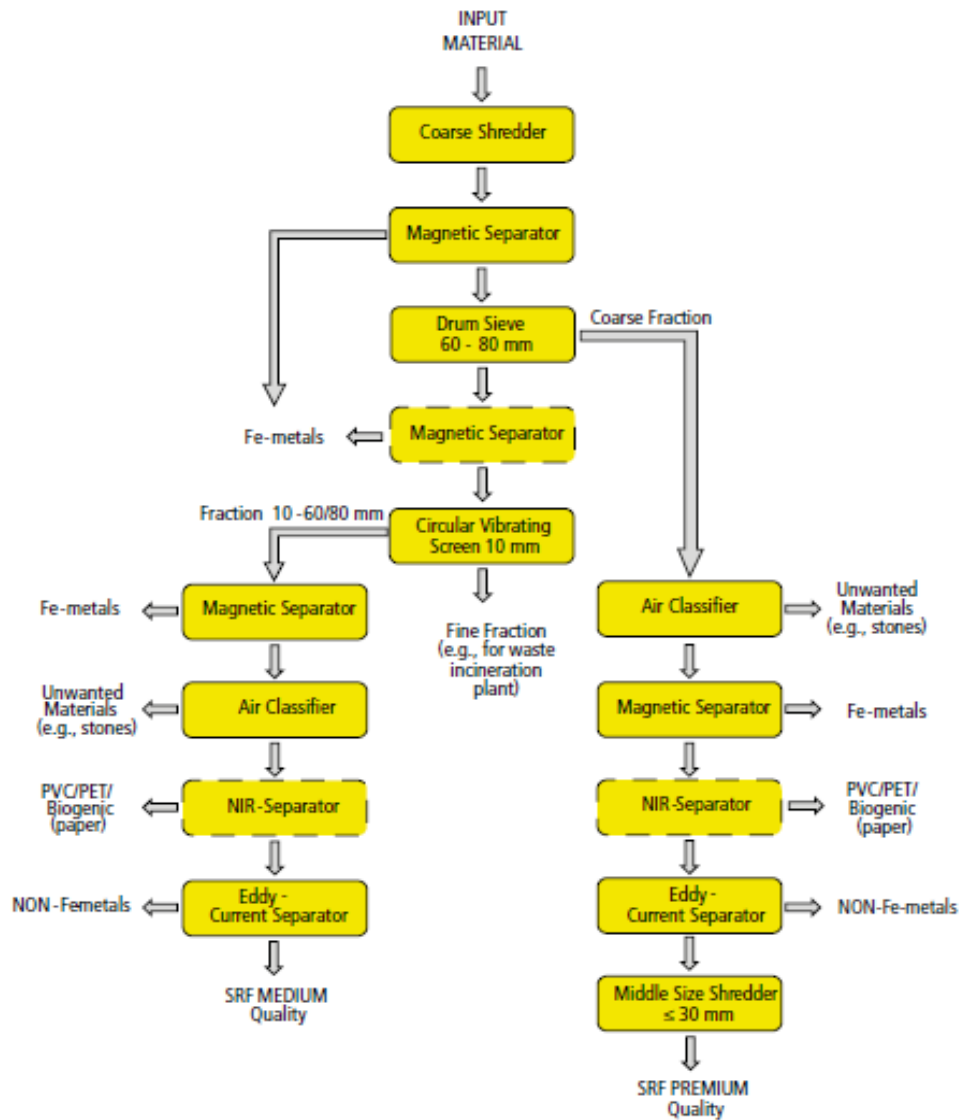 INPUT
MATERIAL
Coarse Shredder
Magnetic Separator
Drum Sieve
60 - 80 mm
Coarse Fraction
Fe-metals
Magnetic Separator
Fraction 10 -60/80 mm
Circular Vibrating
Screen 10 mm
Fe-metals
Magnetic Separator
Fine Fraction
(e.g., for waste
incineration
plant)
Air Classifier
Unwanted
Materials
(e.g., stones)
Unwanted
Materials
(e.g., stones)
Air Classifier
Magnetic Separator
Fe-metals
PVC/PET/
Biogenic
(paper)
NIR-Separator
NIR-Separator
PVC/PET/
Biogenic
(paper)
NON-Femetals
Eddy -
Current Separator
Eddy -
Current Separator
NON-Fe-metals
SRF MEDIUM
Quality
Middle Size Shredder
≤ 30 mm
SRF PREMIUM
Quality